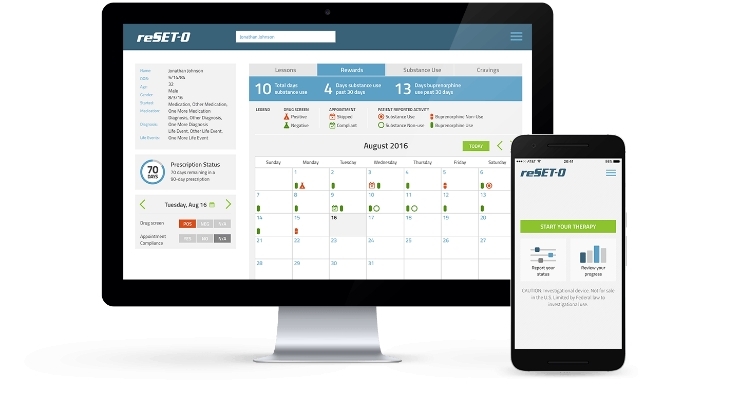 reSET-O
Jonathan Johnson
Name Jonathan Johnson
DOB 9/15/85
Age 32
Gender Male
Started 8/9/16
Medication, Other Medication,
One More Medication
Diagnosis Diagnosis, Other Diagnosis
One More Diagnosis
Life Events Life Event, Other Life Event
One More Life Event
70
DAYS
Prescription Status
70 days remaining in a
90-day prescription
Tuesday, Aug 16
Drug screen POS NEG N/A
Appointment
Compliance YES NO N/A
Lessons Rewards Substance Use Cravings
10 Total days
substance use
4 Days substance use
past 30 days
13 Days buprenorphine
use past 30 days
LEGEND DRUG SCREEN APPOINTMENT PATIENT REPORTED ACTIVITY
Positive Skipped Substance Use Buprenorphine Non-Use
Negative Compliant Substance Non-use Buprenorphine Use
August 2016
TODAY
Sunday Monday Tuesday Wednesday Thursday Friday Saturday
1 2 3 4 5 6
7 8 9 10 11 12 13
14 15 16 17 18 19 20
21 22 23 24 25 26 27
28 29 30 31
AT&T
reSET-O
START YOUR THERAPY
Report your
status
Review your
progress
CAUTION: Investigational device. Not for sale
in the U.S. Limited by Federal law to
investigational use.